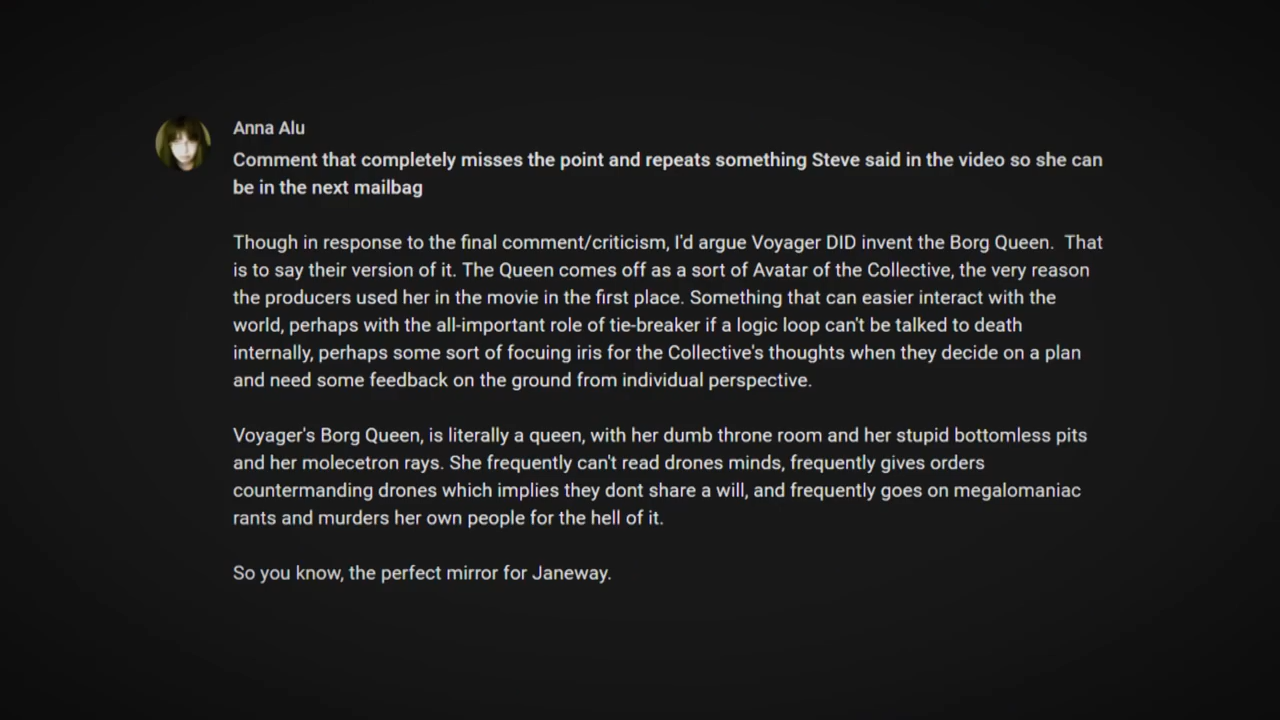 Anna Alu
Comment that completely misses the point and repeats something Steve said in the video so she can
be in the next mailbag
Though in response to the final comment/criticism, I'd argue Voyager DID invent the Borg Queen.  That
is to say their version of it. The Queen comes off as a sort of Avatar of the Collective, the very reason
the producers used her in the movie in the first place. Something that can easier interact with the
world, perhaps with the all-important role of tie-breaker if a logic loop can't be talked to death
internally, perhaps some sort of focuing iris for the Collective's thoughts when they decide on a plan
and need some feedback on the ground from individual perspective.
Voyager's Borg Queen, is literally a queen, with her dumb throne room and her stupid bottomless pits
and her molecetron rays. She frequently can't read drones minds, frequently gives orders
countermanding drones which implies they dont share a will, and frequently goes on megalomaniac
rants and murders her own people for the hell of it.
So you know, the perfect mirror for Janeway.